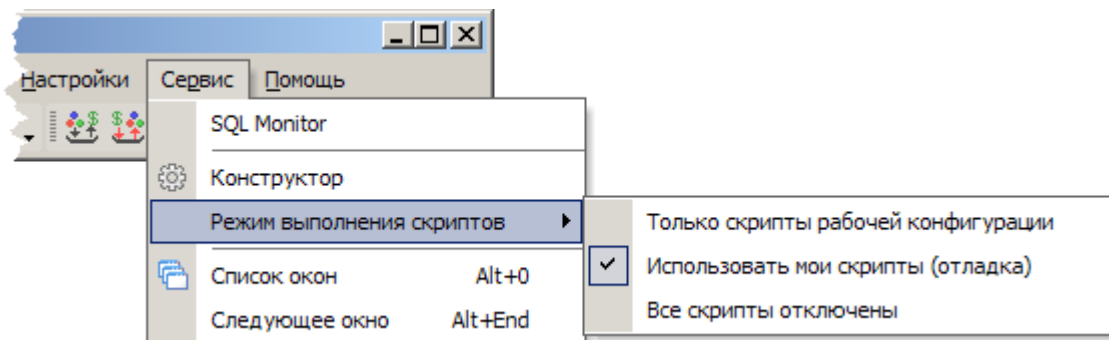 Настройки Сервис Помощь
SQL Monitor
Конструктор
Режим выполнения скриптов
Только скрипты рабочей конфигурации
Использовать мои скрипты (отладка)
Список окон Alt+0
Все скрипты отключены
Следующее окно Alt+End